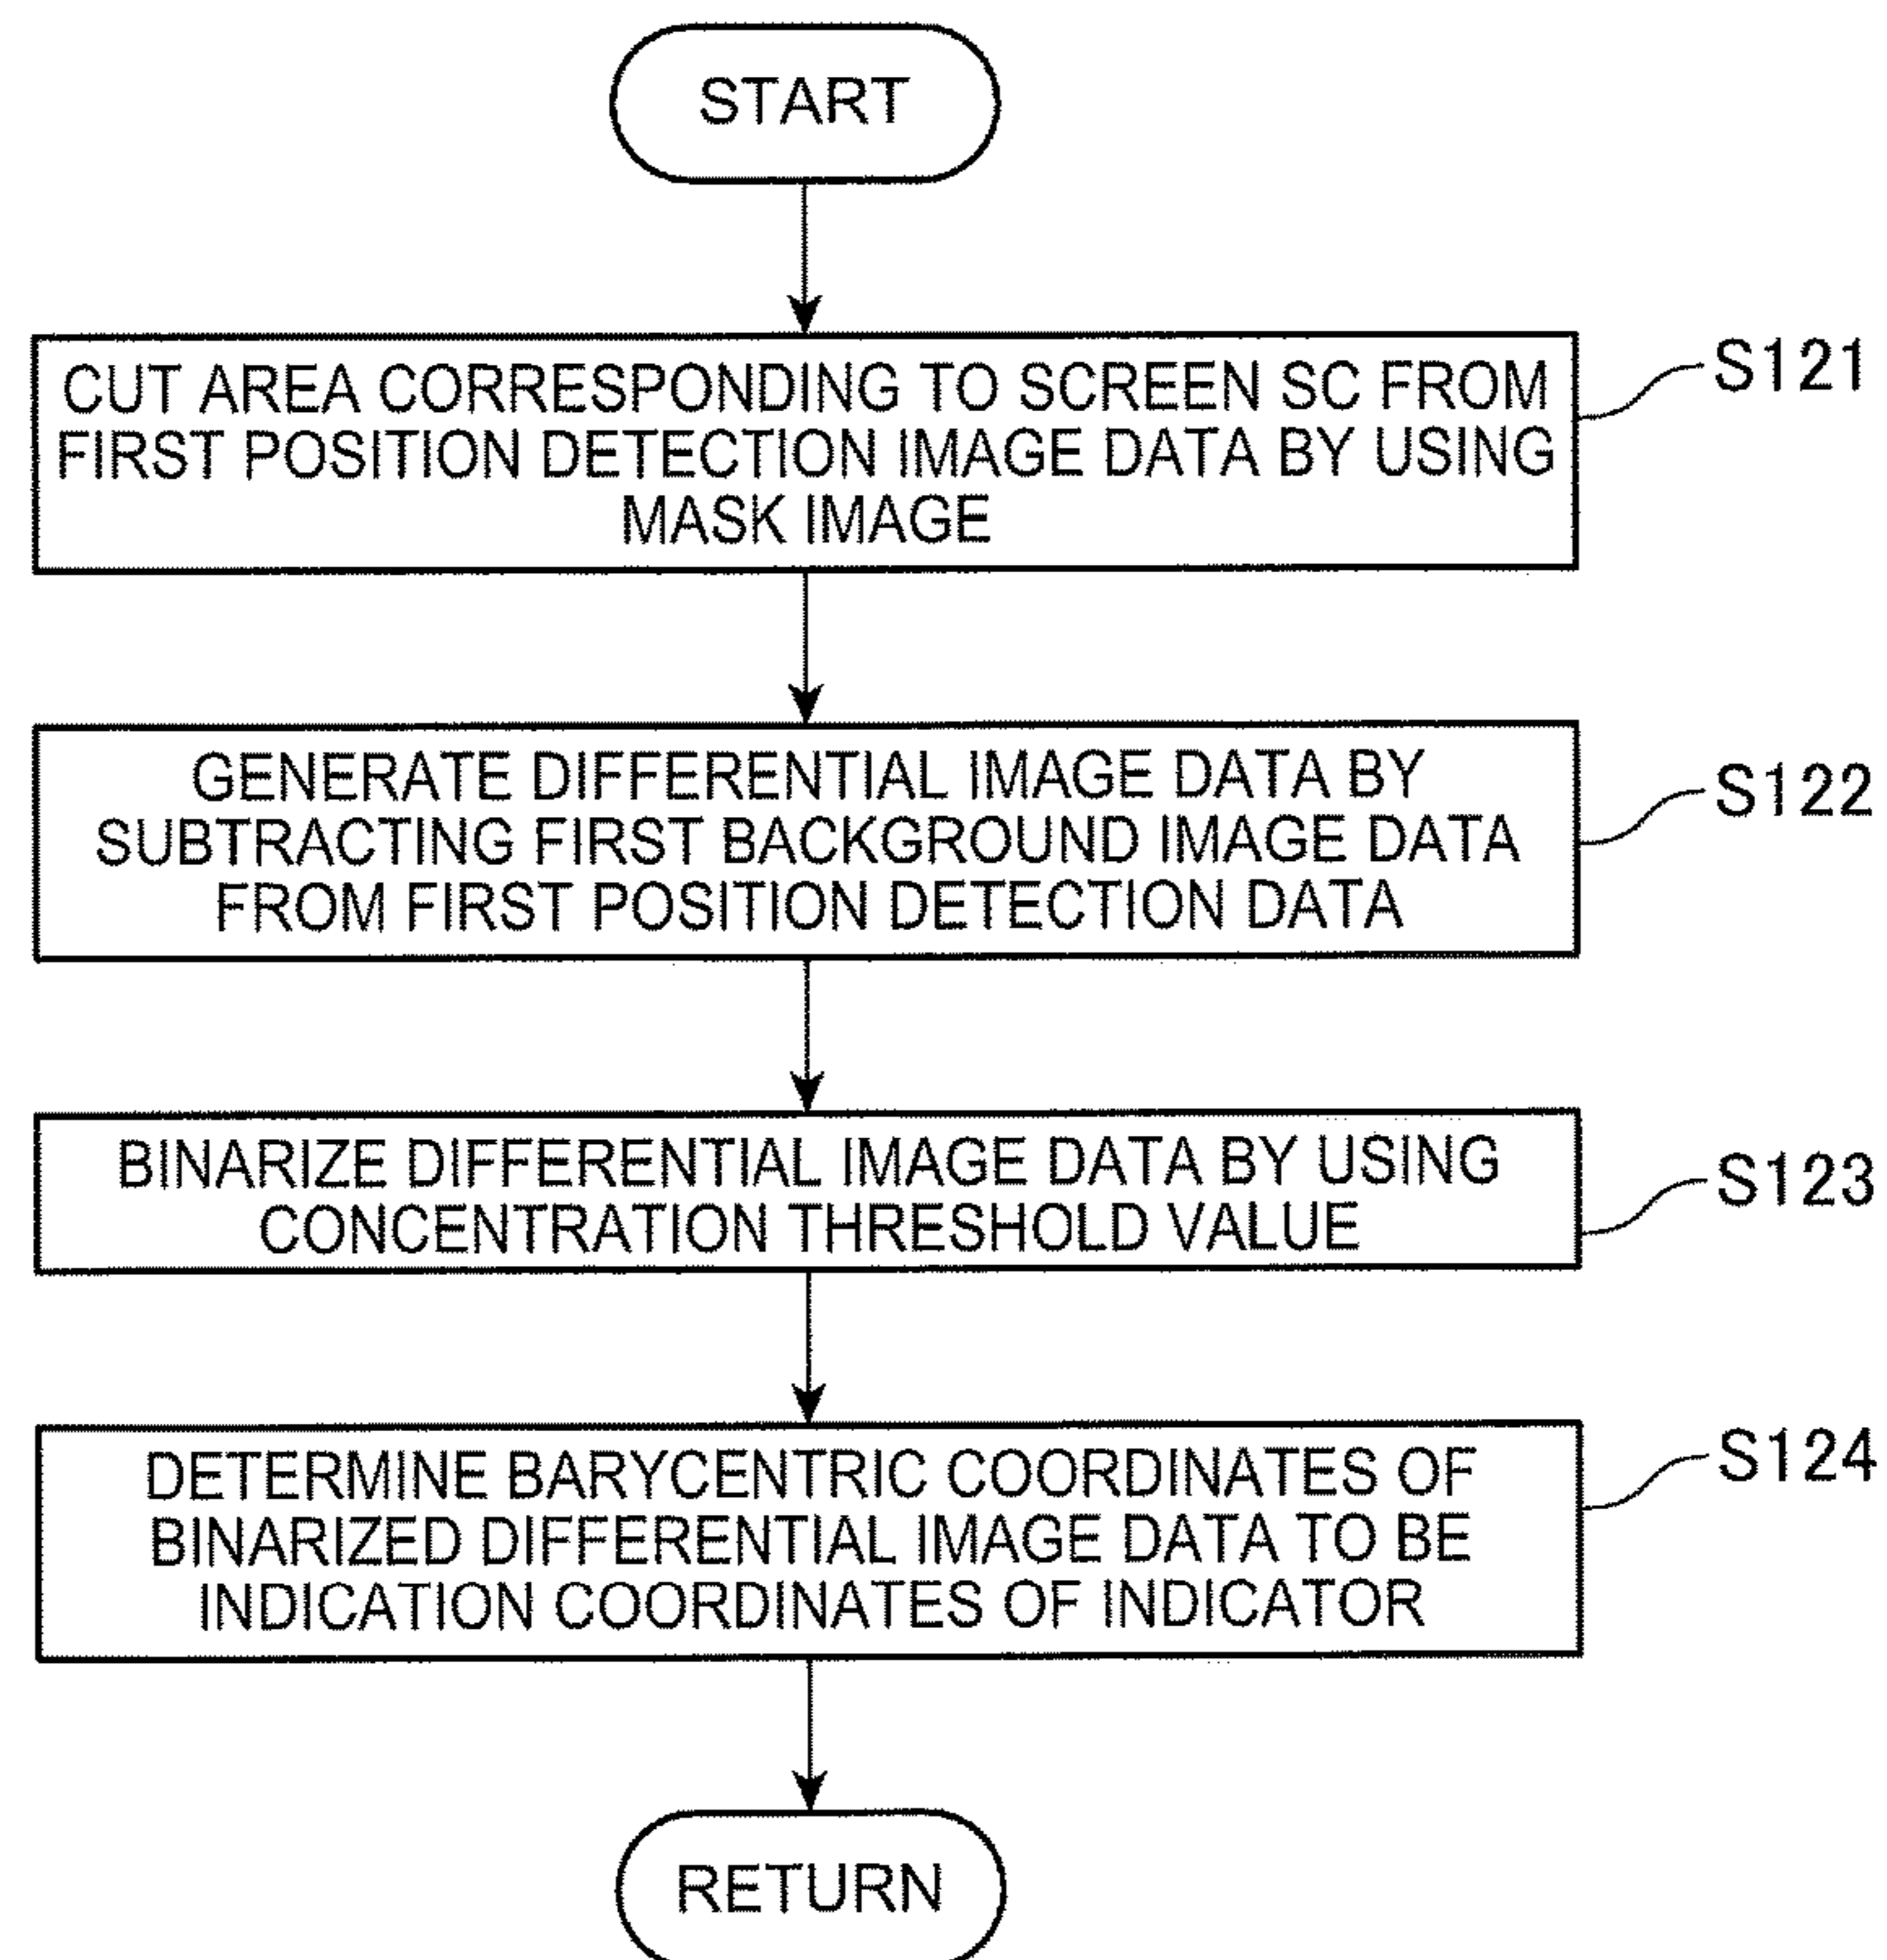 START
CUT AREA CORRESPONDING TO SCREEN SC FROM
FIRST POSITION DETECTION IMAGE DATA BY USING
MASK IMAGE
S121
GENERATE DIFFERENTIAL IMAGE DATA BY
SUBTRACTING FIRST BACKGROUND IMAGE DATA
FROM FIRST POSITION DETECTION DATA
S122
BINARIZE DIFFERENTIAL IMAGE DATA BY USING
CONCENTRATION THRESHOLD VALUE
S123
DETERMINE BARYCENTRIC COORDINATES OF
BINARIZED DIFFERENTIAL IMAGE DATA TO BE
INDICATION COORDINATES OF INDICATOR
S124
RETURN